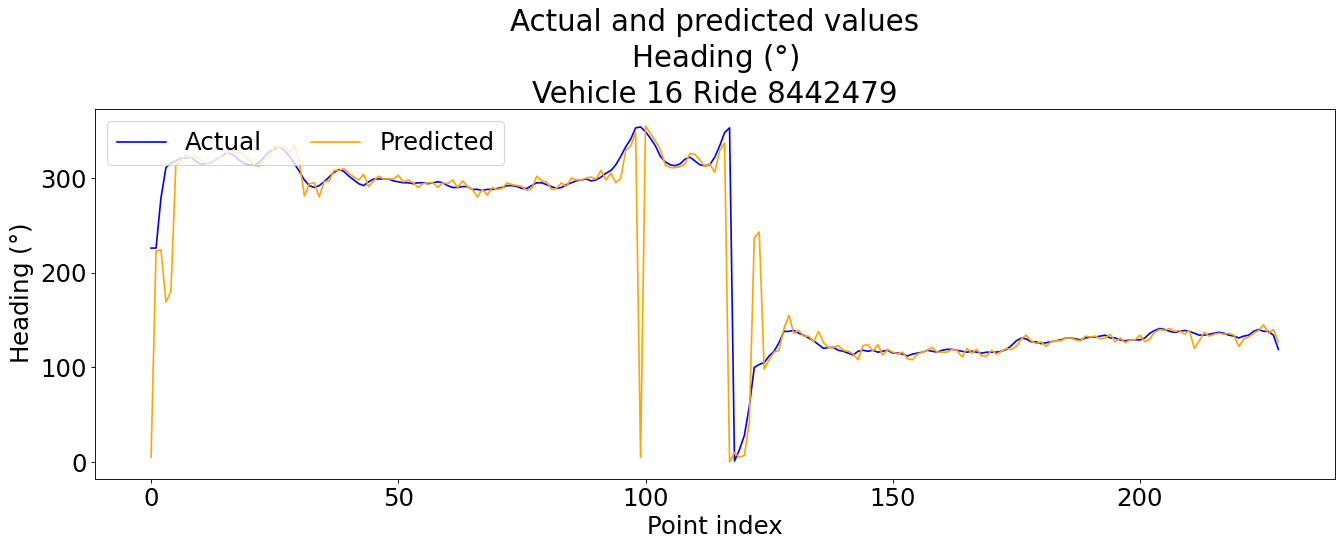 Actual and predicted values
Heading (°)
Vehicle 16 Ride 8442479
Actual
Predicted
Heading (°)
300
200
100
0
0
50
100
150
200
Point index